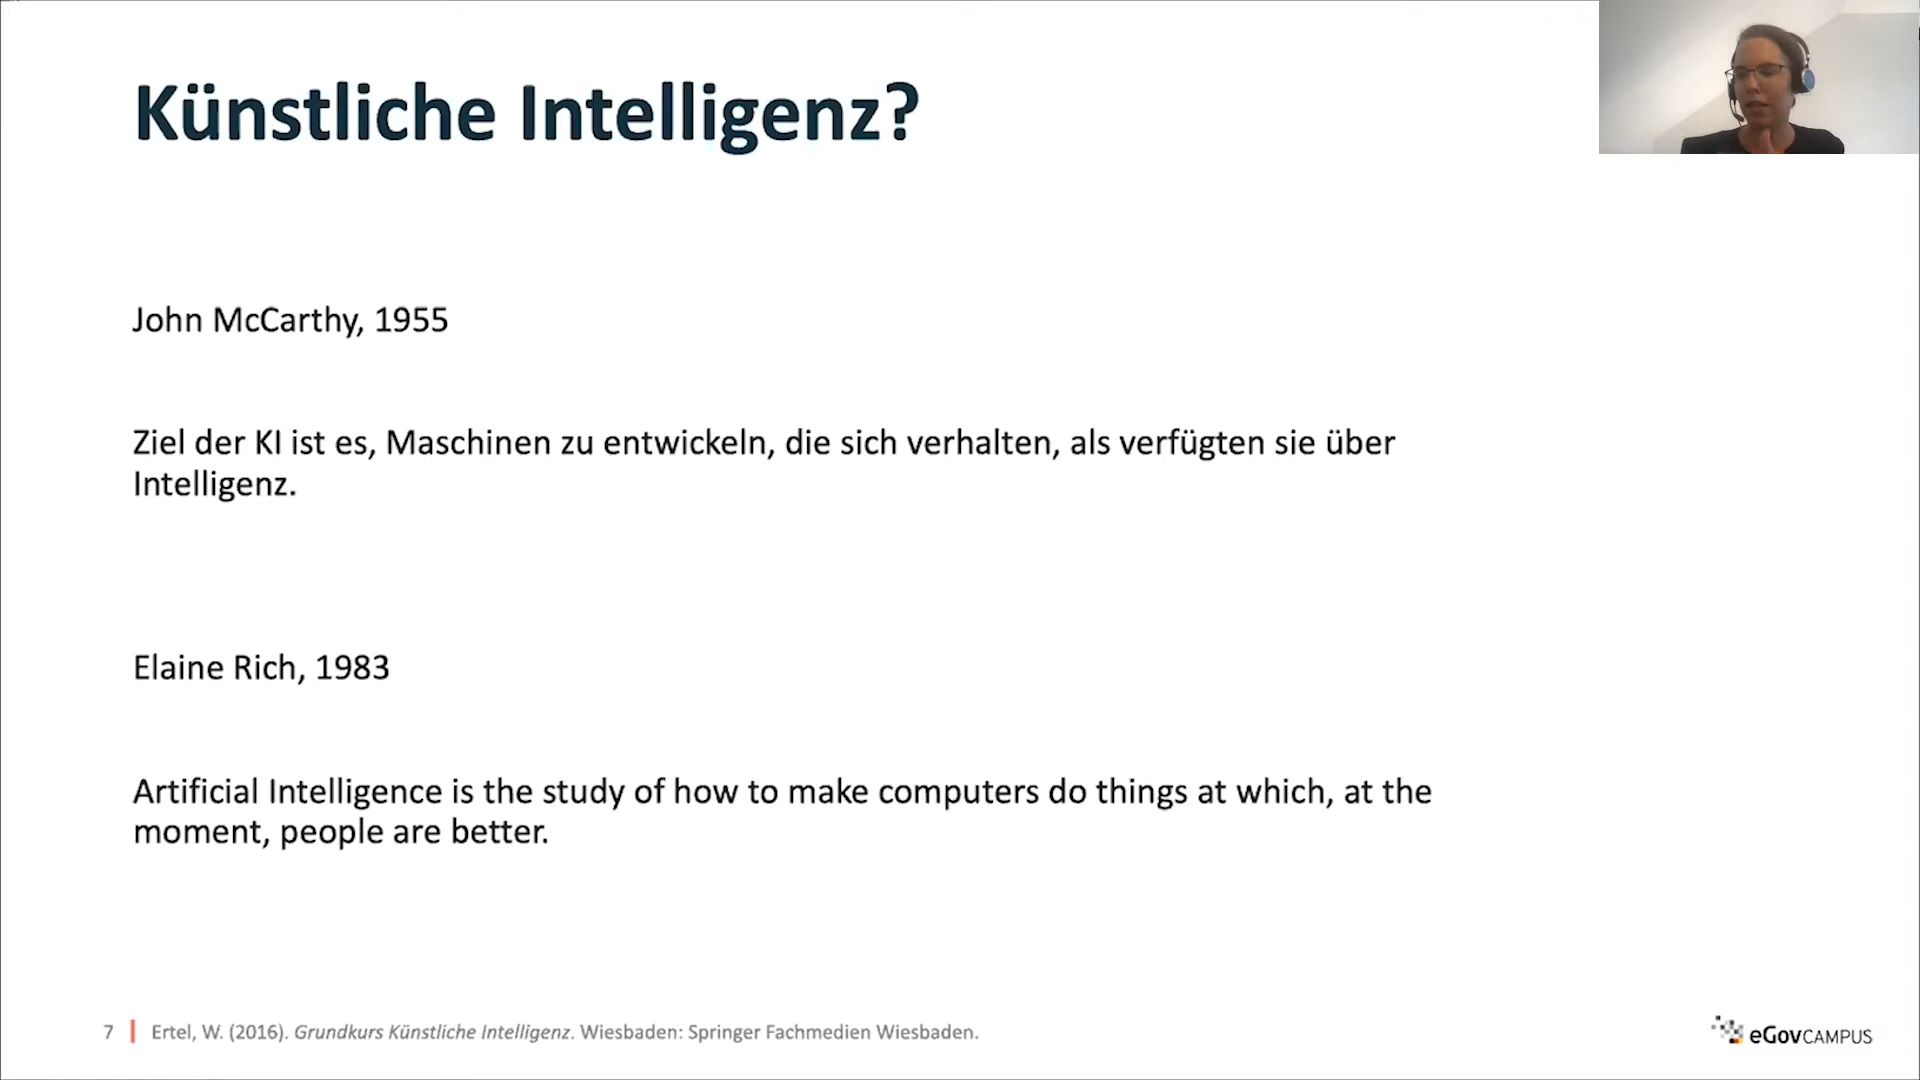 Künstliche Intelligenz?
John McCarthy, 1955
Ziel der KI ist es, Maschinen zu entwickeln, die sich verhalten, als verfügten sie über
Intelligenz.
Elaine Rich, 1983
Artificial Intelligence is the study of how to make computers do things at which, at the
moment, people are better.
7 Ertel, W. (2016). Grundkurs Künstliche Intelligenz. Wiesbaden: Springer Fachmedien Wiesbaden.
eGovCAMPUS